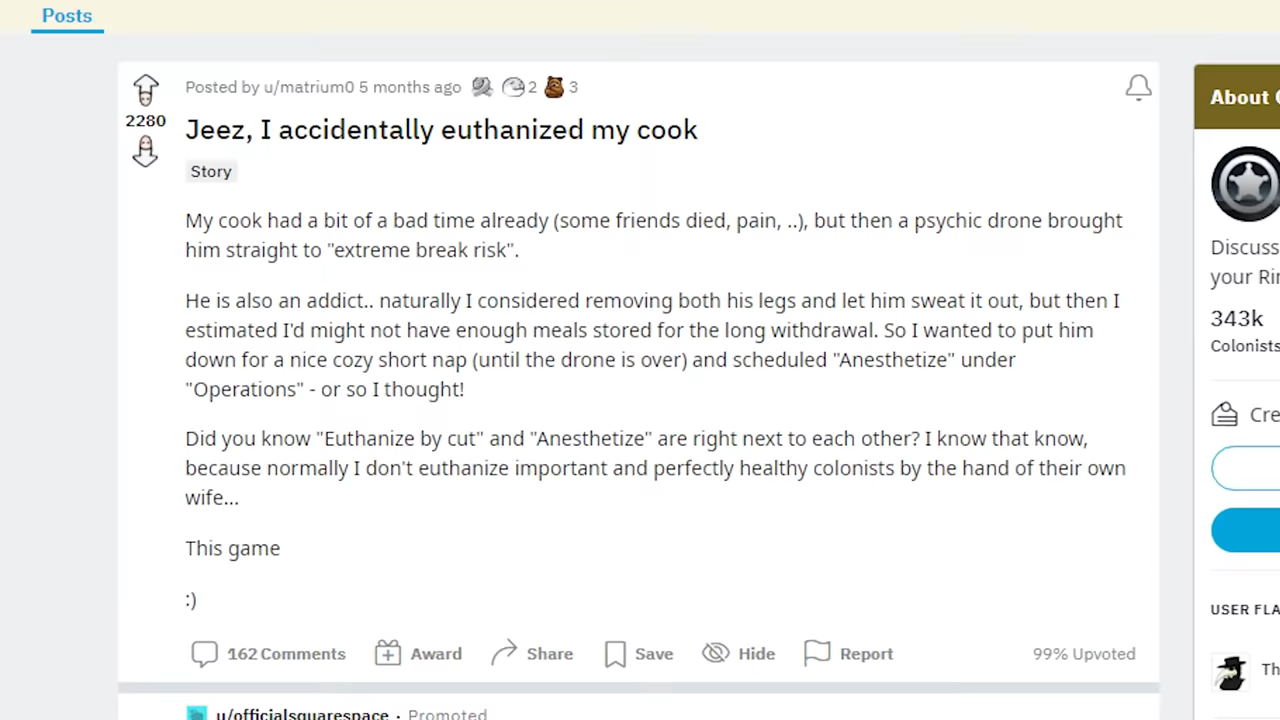 Posts
Posted by u/matrium0 5 months ago 2 3
2280
Jeez, I accidentally euthanized my cook
Story
My cook had a bit of a bad time already (some friends died, pain, ..), but then a psychic drone brought
him straight to "extreme break risk".
He is also an addict.. naturally I considered removing both his legs and let him sweat it out, but then I
estimated I'd might not have enough meals stored for the long withdrawal. So I wanted to put him
down for a nice cozy short nap (until the drone is over) and scheduled "Anesthetize" under
"Operations" - or so I thought!
Did you know "Euthanize by cut" and "Anesthetize" are right next to each other? I know that know,
because normally I don't euthanize important and perfectly healthy colonists by the hand of their own
wife...
This game
:)
162 Comments Award Share Save Hide Report 99% Upvoted
u/officialsquarespace · Promoted
About
Discuss
your
343k
Colonists
USER